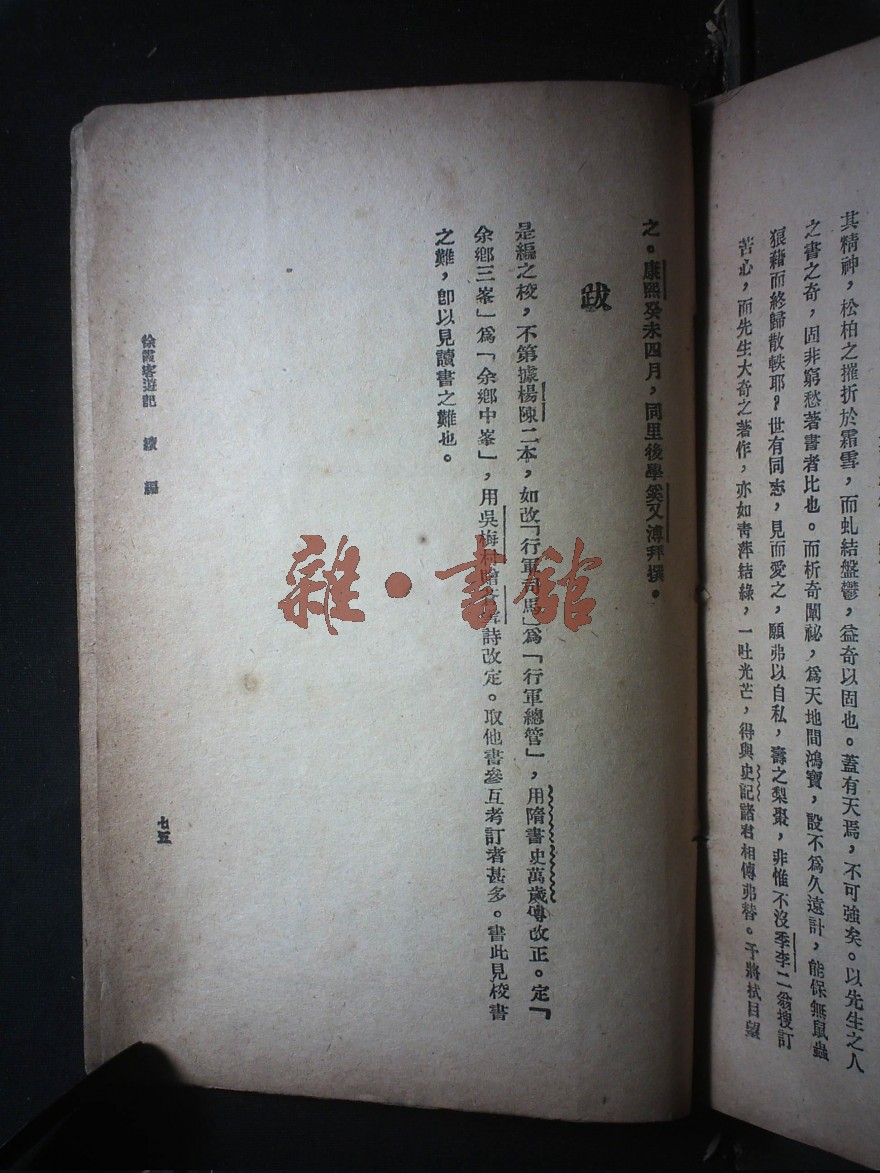 其精神，松柏之摧折於霜雪，而虬結盤鬱，益奇以固也。蓋有天焉，不可強矣。以先生之人
之書之奇，固非窮愁著書者比也。而析奇闡祕，爲天地間鴻寶，設不爲久遠計，能保無鼠蟲
狼藉而終歸散軼耶？世有同志，見而愛之，願弗以自私，壽之梨棗，非惟不沒季李二翁搜訂
苦心，而先生大奇之著作，亦如靑萍結綠，一吐光芒，得與史記諸君相傳弗替。予將拭目望
之。康熙癸未四月，同里後學奚又溥拜撰。
跋
是編之校，不第據楊陳二本，如改「行軍司馬」爲「行軍總管」，用隋書史萬歲傳改正。定「
余鄉三峯」爲「余鄉中峯」，用吳梅村詩改定。取他書參互考訂者甚多。書此見校書
之難，卽以見讀書之難也。
徐霞客遊記 續編
七五
雜·書館